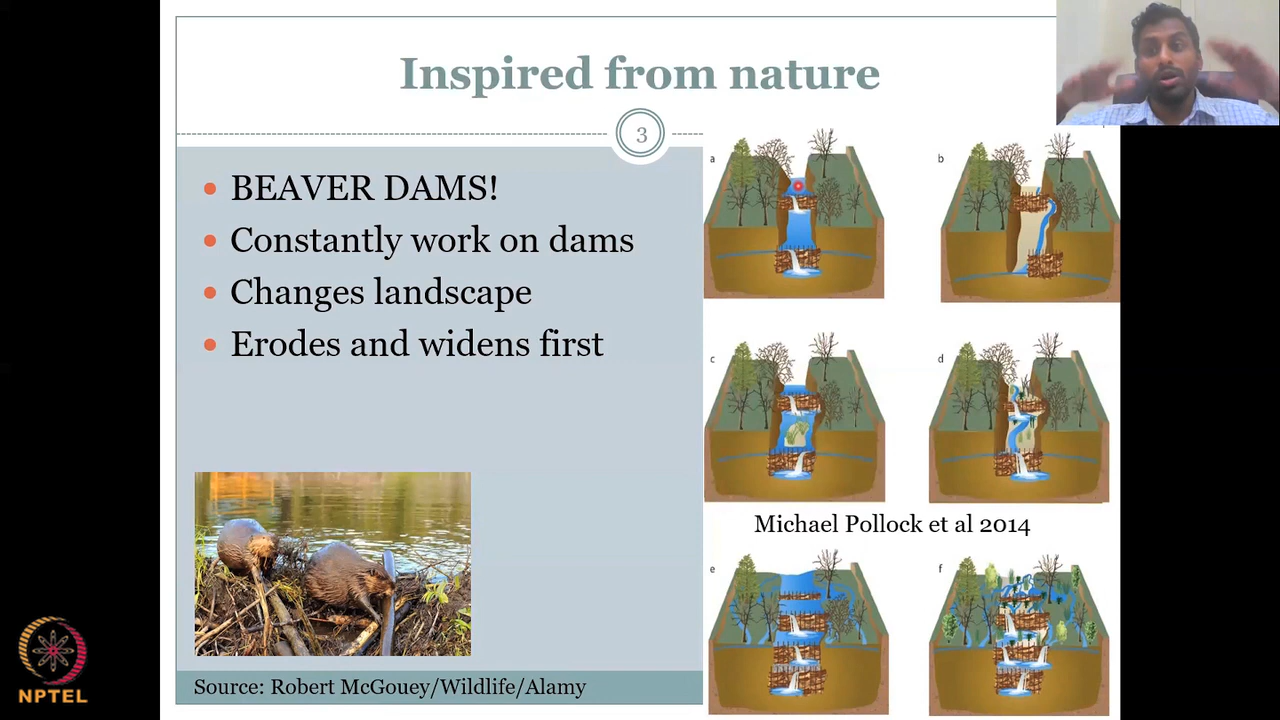 Inspired from nature
3
BEAVER DAMS!
Constantly work on dams
Changes landscape
Erodes and widens first
a
b
c
d
Michael Pollock et al 2014
e
f
Source: Robert McGouey/Wildlife/Alamy
NPTEL